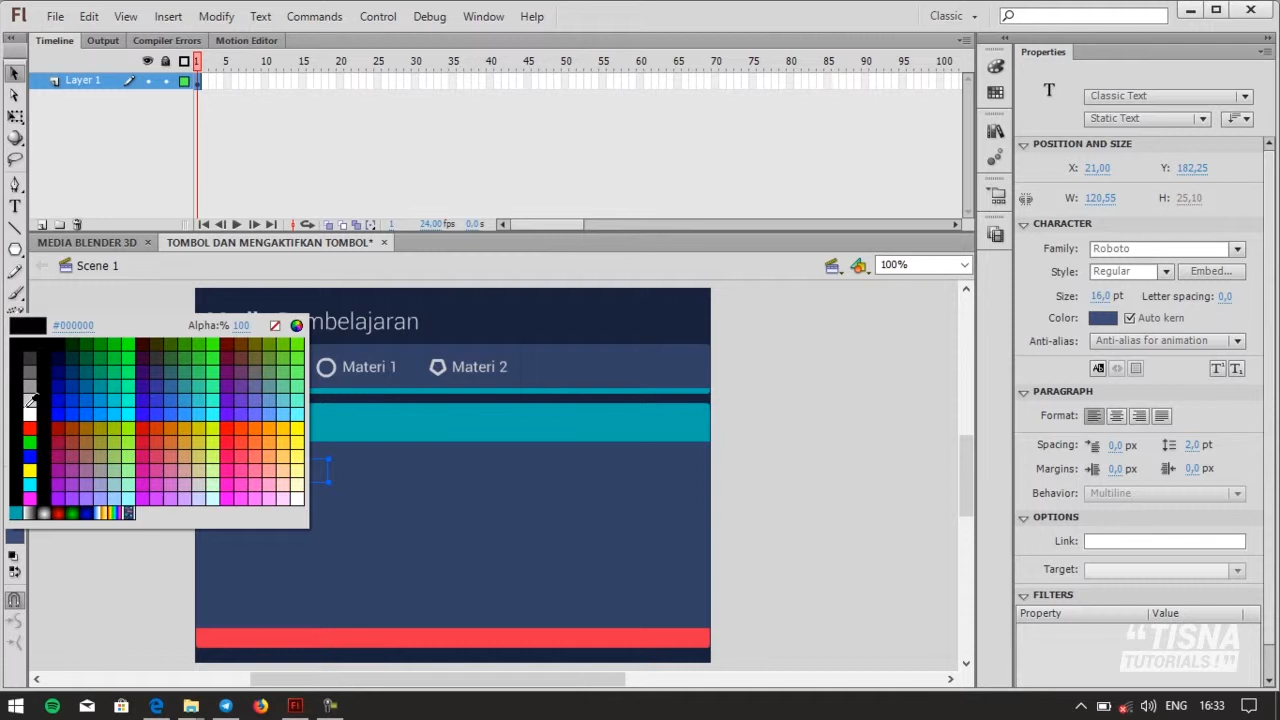 Fl File Edit View Insert Modify Text Commands Control Debug Window Help Classic
Timeline Output Compiler Errors Motion Editor
Properties
1 5 10 15 20 25 30 35 40 45 50 55 60 65 70 75 80 85 90 95 100
Layer 1
T
Classic Text
Static Text
POSITION AND SIZE
X: 21,00 Y: 182,25
W: 120,55 H: 25,10
1 24,00 fps 0,0 s
CHARACTER
MEDIA BLENDER 3D × TOMBOL DAN MENGAKTIFKAN TOMBOL* ×
Scene 1
100%
Family: Roboto
Style: Regular Embed...
Size: 16,0 pt Letter spacing: 0,0
Color: Auto kern
Anti-alias: Anti-alias for animation
#000000 Alpha:% 100
mbelajaran
Materi 1 Materi 2
PARAGRAPH
Format:
Spacing: 0,0 px 2,0 pt
Margins: 0,0 px 0,0 px
Behavior: Multiline
OPTIONS
Link:
Target:
FILTERS
Property Value
"TISNA
TUTORIALS!"
ENG 16:33